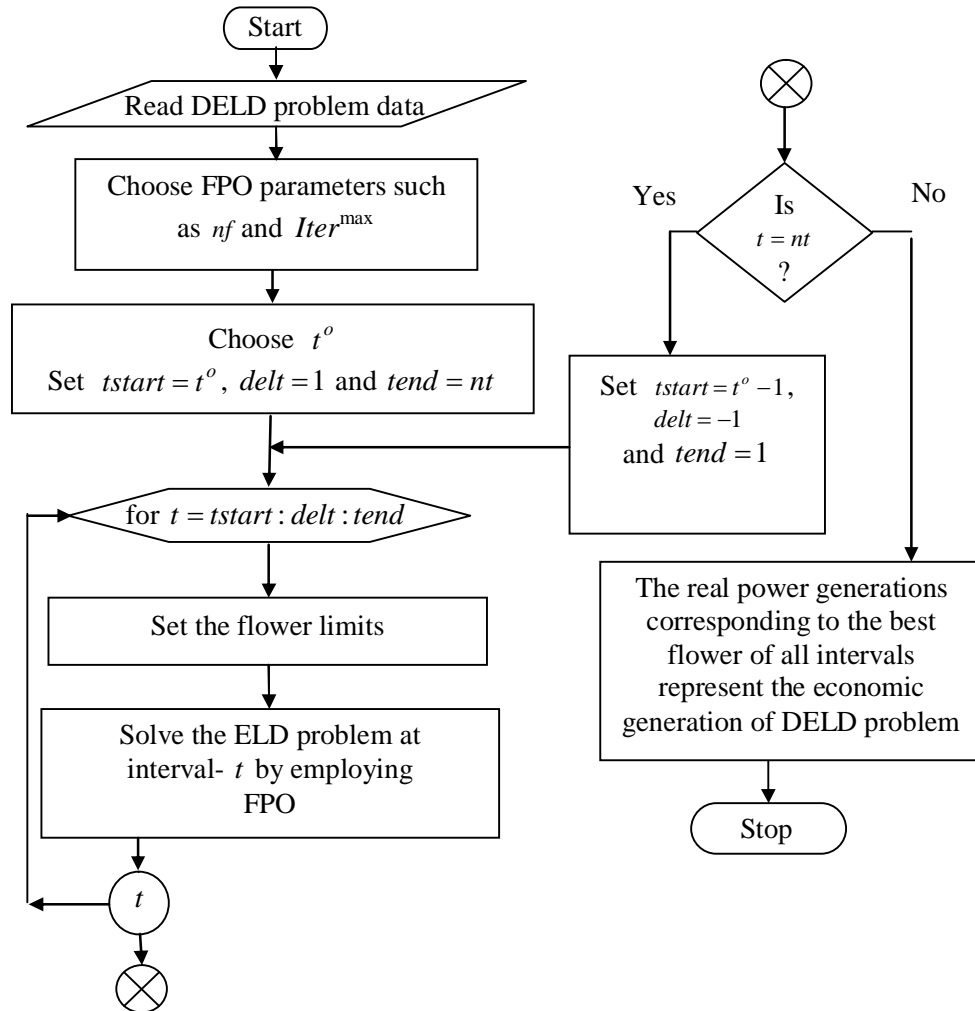 Start
Read DELD problem data
Choose FPO parameters such
as nf and Iter^max
Choose t^o
Set tstart = t^o, delt = 1 and tend = nt
for t = tstart : delt : tend
Set the flower limits
Solve the ELD problem at
interval- t by employing
FPO
t
Yes
No
Is
t = nt
?
Set tstart = t^o − 1,
delt = −1
and tend = 1
The real power generations
corresponding to the best
flower of all intervals
represent the economic
generation of DELD problem
Stop